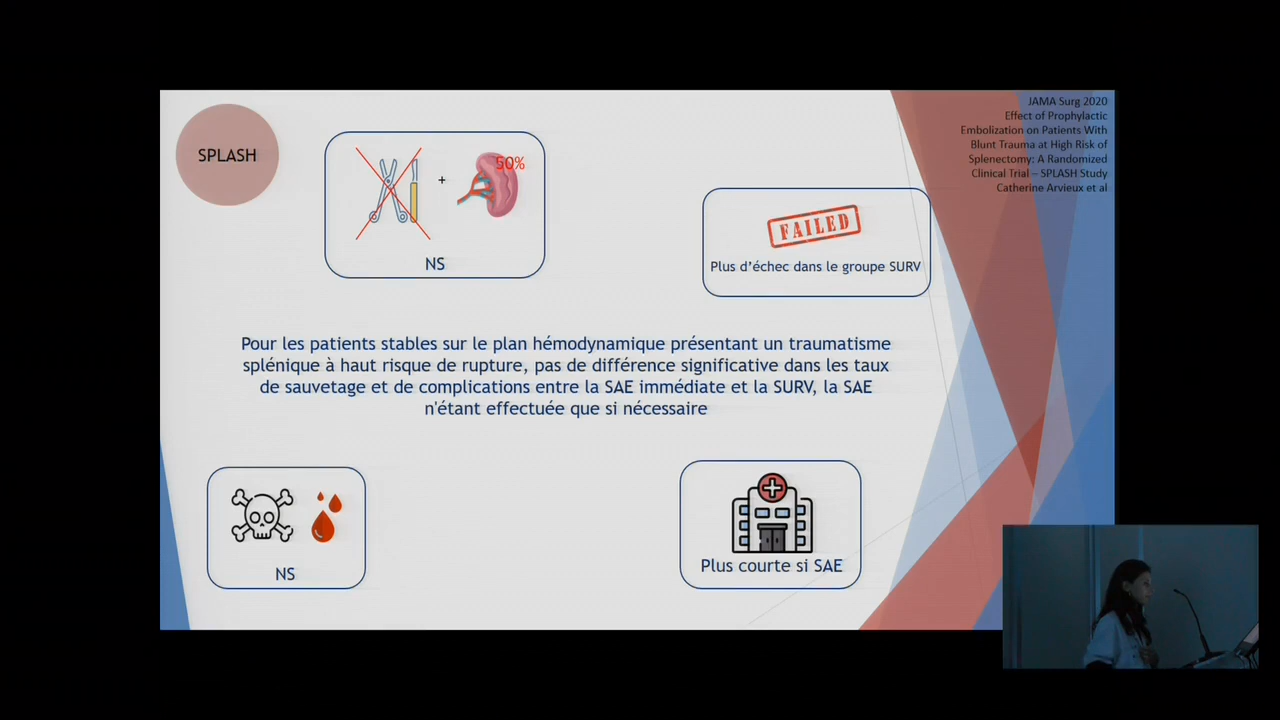 SPLASH
50%
+
NS
JAMA Surg 2020
Effect of Prophylactic
Embolization on Patients With
Blunt Trauma at High Risk of
Splenectomy: A Randomized
Clinical Trial – SPLASH Study
Catherine Arvieux et al
FAILED
Plus d'échec dans le groupe SURV
Pour les patients stables sur le plan hémodynamique présentant un traumatisme
splénique à haut risque de rupture, pas de différence significative dans les taux
de sauvetage et de complications entre la SAE immédiate et la SURV, la SAE
n'étant effectuée que si nécessaire
NS
Plus courte si SAE